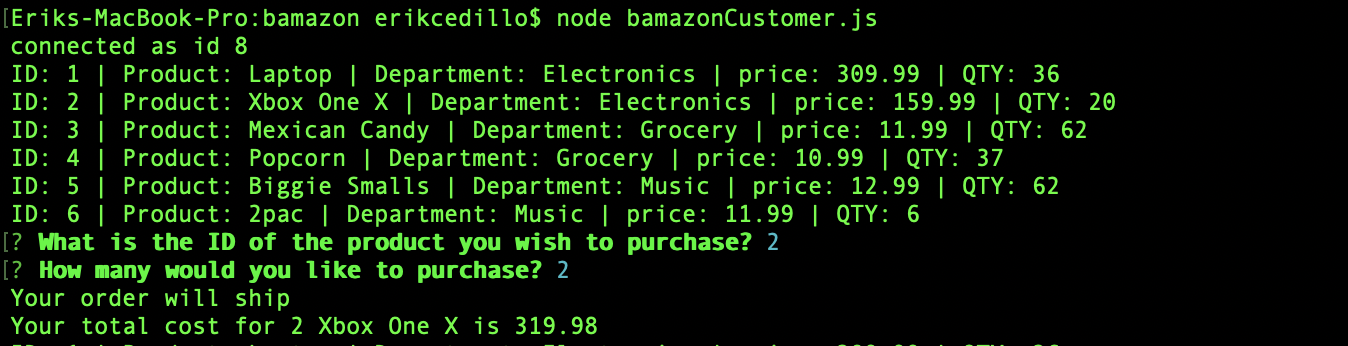 [Eriks-MacBook-Pro:bamazon erikcedillo$ node bamazonCustomer.js
connected as id 8
ID: 1 | Product: Laptop | Department: Electronics | price: 309.99 | QTY: 36
ID: 2 | Product: Xbox One X | Department: Electronics | price: 159.99 | QTY: 20
ID: 3 | Product: Mexican Candy | Department: Grocery | price: 11.99 | QTY: 62
ID: 4 | Product: Popcorn | Department: Grocery | price: 10.99 | QTY: 37
ID: 5 | Product: Biggie Smalls | Department: Music | price: 12.99 | QTY: 62
ID: 6 | Product: 2pac | Department: Music | price: 11.99 | QTY: 6
[? What is the ID of the product you wish to purchase? 2
[? How many would you like to purchase? 2
Your order will ship
Your total cost for 2 Xbox One X is 319.98